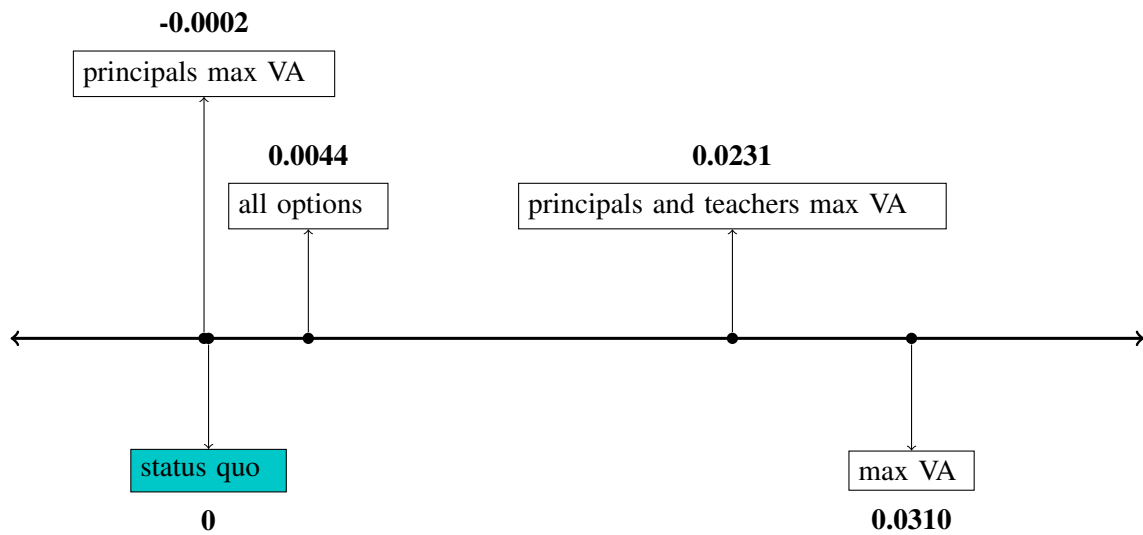 -0.0002
principals max VA
0.0044
all options
0.0231
principals and teachers max VA
status quo
0
max VA
0.0310